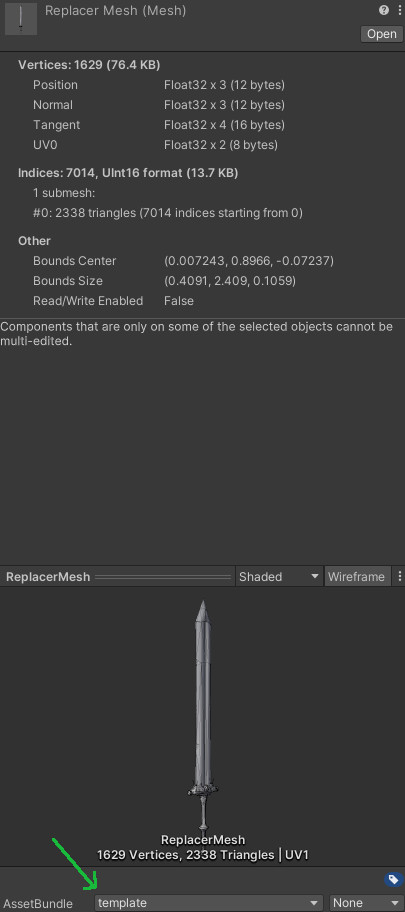 Replacer Mesh (Mesh)
Open
Vertices: 1629 (76.4 KB)
Position Float32 x 3 (12 bytes)
Normal Float32 x 3 (12 bytes)
Tangent Float32 x 4 (16 bytes)
UV0 Float32 x 2 (8 bytes)
Indices: 7014, UInt16 format (13.7 KB)
1 submesh:
#0: 2338 triangles (7014 indices starting from 0)
Other
Bounds Center (0.007243, 0.8966, -0.07237)
Bounds Size (0.4091, 2.409, 0.1059)
Read/Write Enabled False
Components that are only on some of the selected objects cannot be
multi-edited.
ReplacerMesh Shaded Wireframe
ReplacerMesh
1629 Vertices, 2338 Triangles | UV1
AssetBundle template None